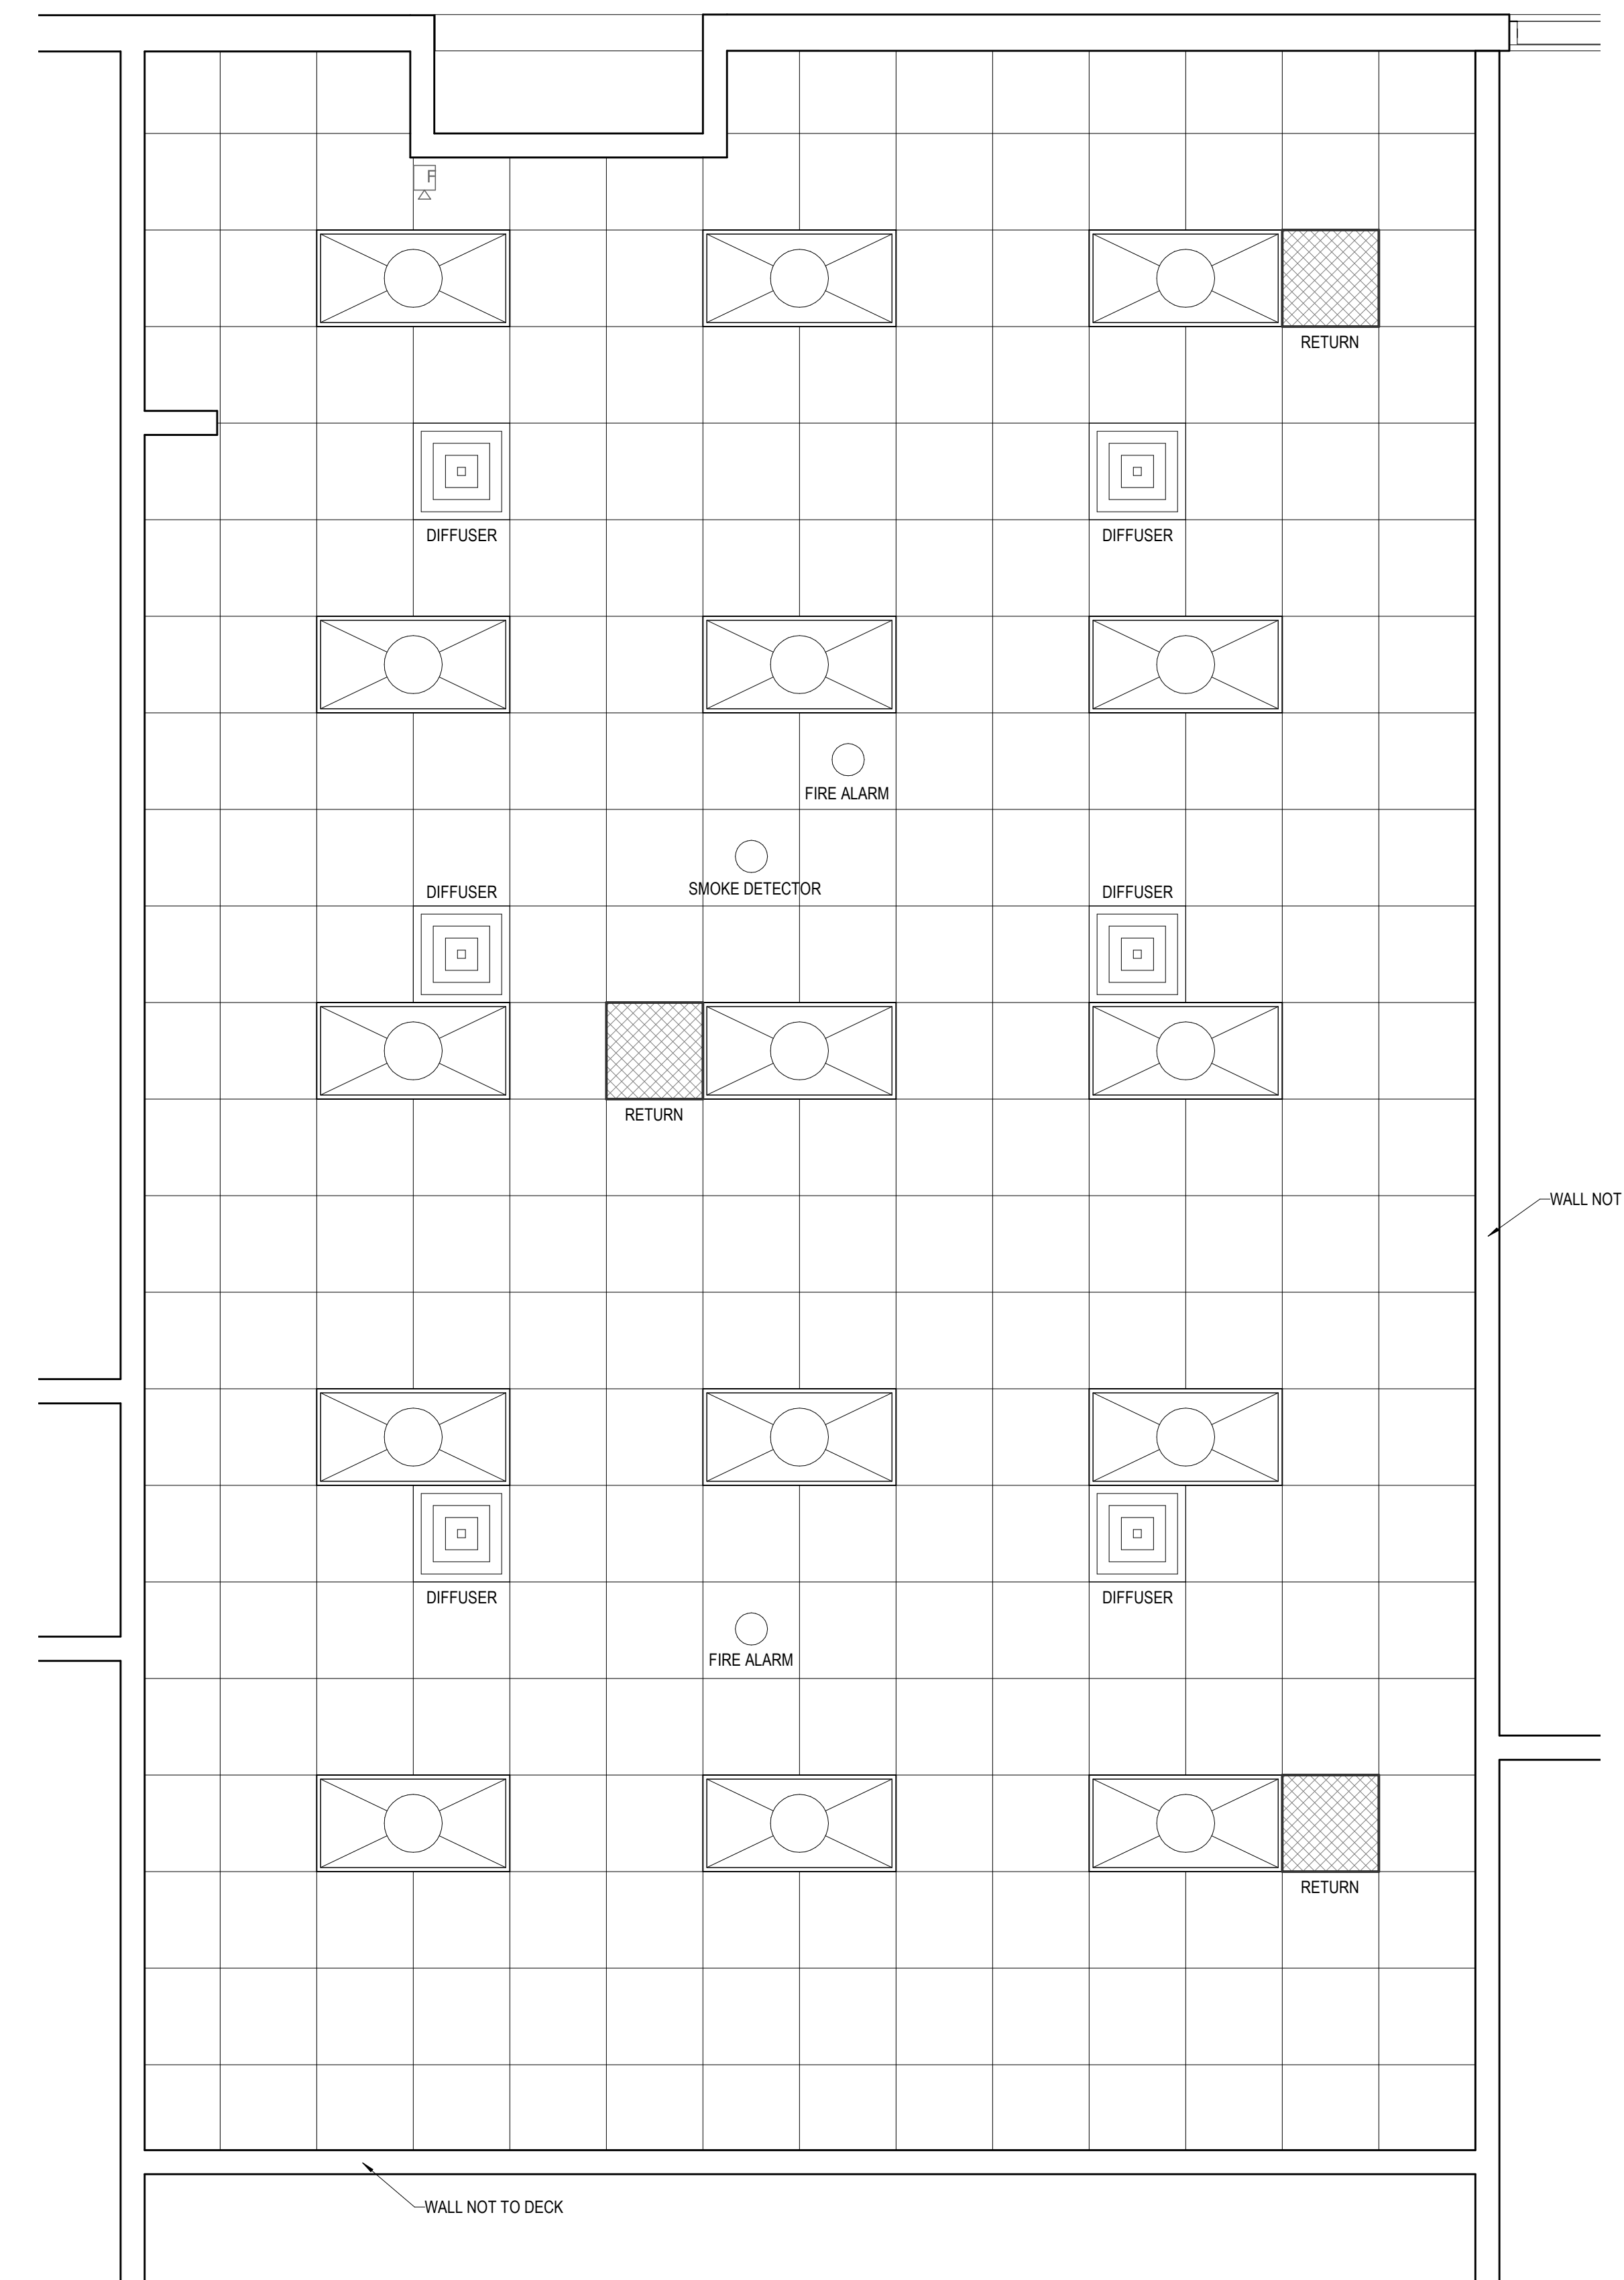 F
RETURN
DIFFUSER
DIFFUSER
FIRE ALARM
SMOKE DETECTOR
DIFFUSER
DIFFUSER
RETURN
WALL NOT
DIFFUSER
DIFFUSER
FIRE ALARM
RETURN
WALL NOT TO DECK